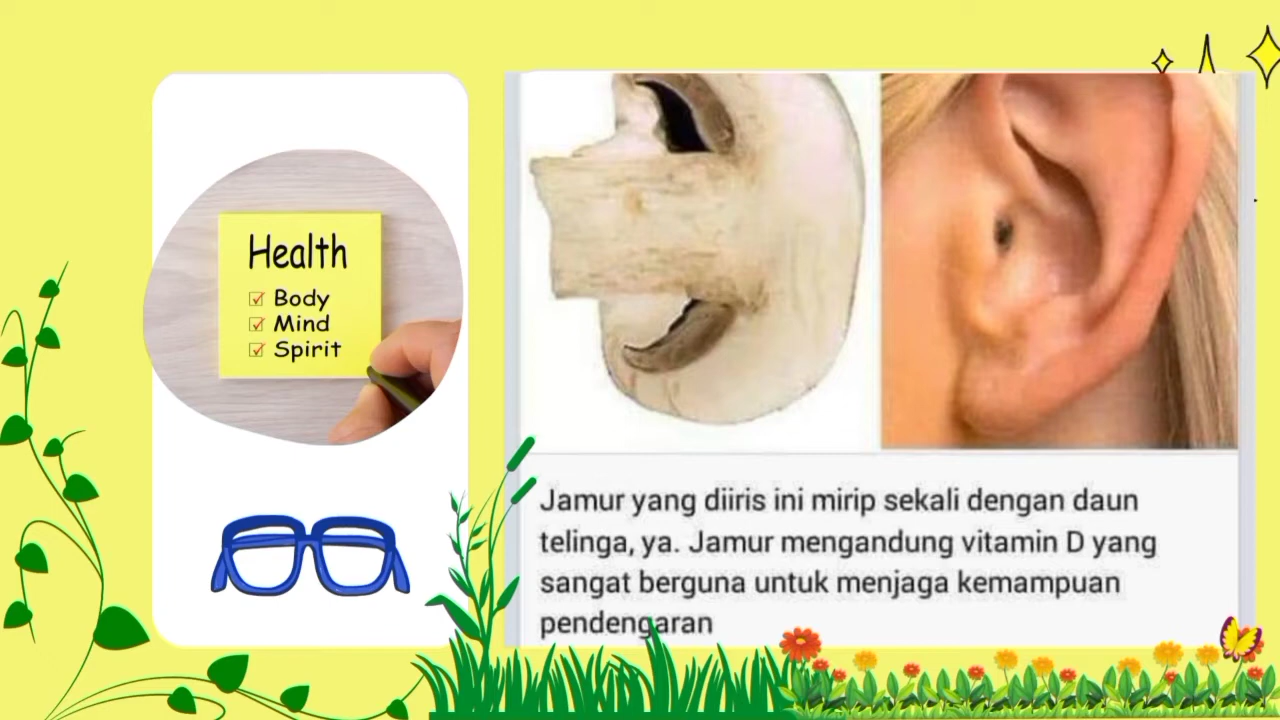 Health
Body
Mind
Spirit
Jamur yang diiris ini mirip sekali dengan daun
telinga, ya. Jamur mengandung vitamin D yang
sangat berguna untuk menjaga kemampuan
pendengaran